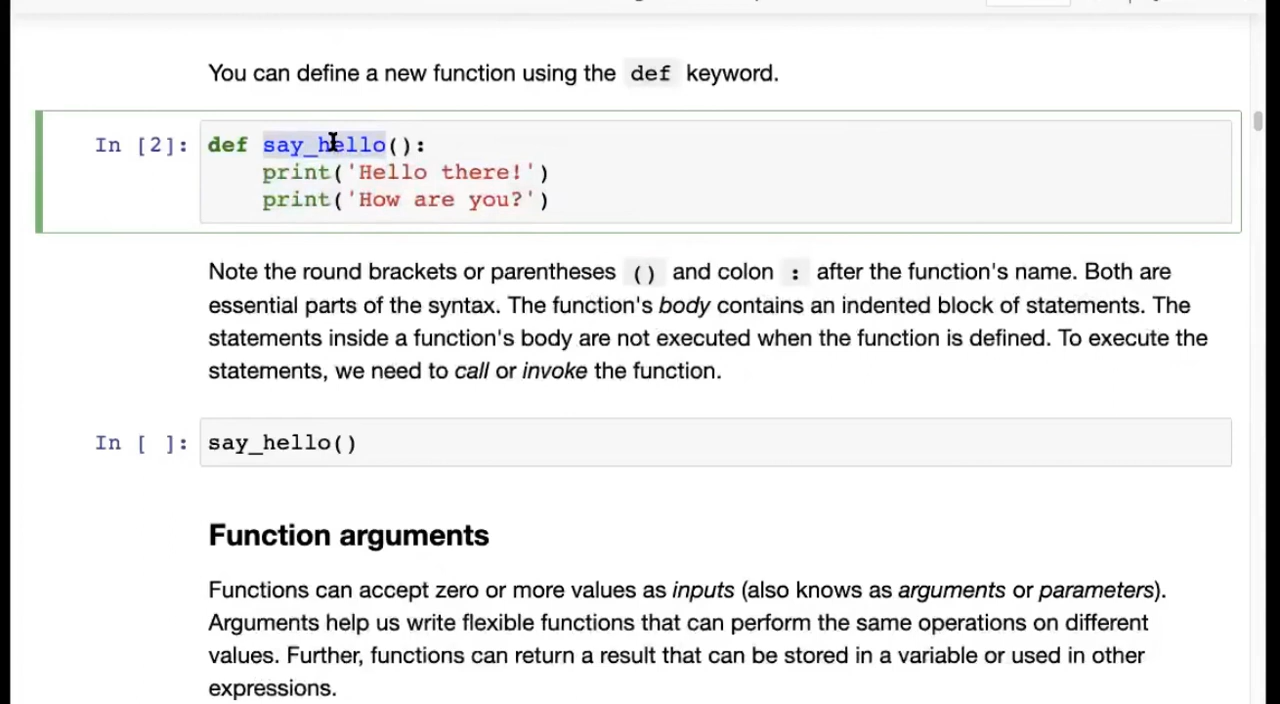 You can define a new function using the def keyword.
In [2]: def say_hello():
print('Hello there!')
print('How are you?')
Note the round brackets or parentheses () and colon : after the function's name. Both are
essential parts of the syntax. The function's body contains an indented block of statements. The
statements inside a function's body are not executed when the function is defined. To execute the
statements, we need to call or invoke the function.
In [ ]: say_hello()
Function arguments
Functions can accept zero or more values as inputs (also known as arguments or parameters).
Arguments help us write flexible functions that can perform the same operations on different
values. Further, functions can return a result that can be stored in a variable or used in other
expressions.